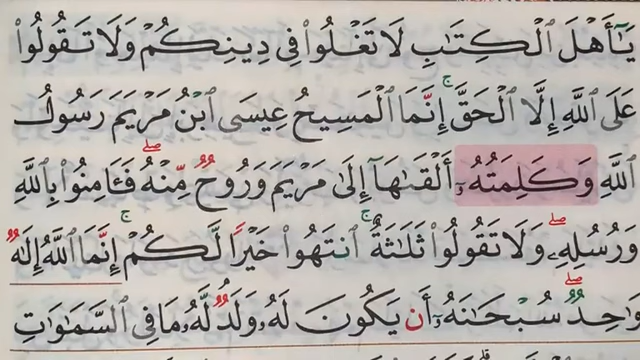 يَٰٓأَهۡلَ ٱلۡكِتَٰبِ لَا تَغۡلُواْ فِي دِينِكُمۡ وَلَا تَقُولُواْ
عَلَى ٱللَّهِ إِلَّا ٱلۡحَقَّۚ إِنَّمَا ٱلۡمَسِيحُ عِيسَى ٱبۡنُ مَرۡيَمَ رَسُولُ
ٱللَّهِ وَكَلِمَتُهُۥٓ أَلۡقَىٰهَآ إِلَىٰ مَرۡيَمَ وَرُوحٞ مِّنۡهُۖ فَـَٔامِنُواْ بِٱللَّهِ
وَرُسُلِهِۦۖ وَلَا تَقُولُواْ ثَلَٰثَةٌۚ ٱنتَهُواْ خَيۡرٗا لَّكُمۡۚ إِنَّمَا ٱللَّهُ إِلَٰهٞ
وَٰحِدٞۖ سُبۡحَٰنَهُۥٓ أَن يَكُونَ لَهُۥ وَلَدٞۘ لَّهُۥ مَا فِي ٱلسَّمَٰوَٰتِ